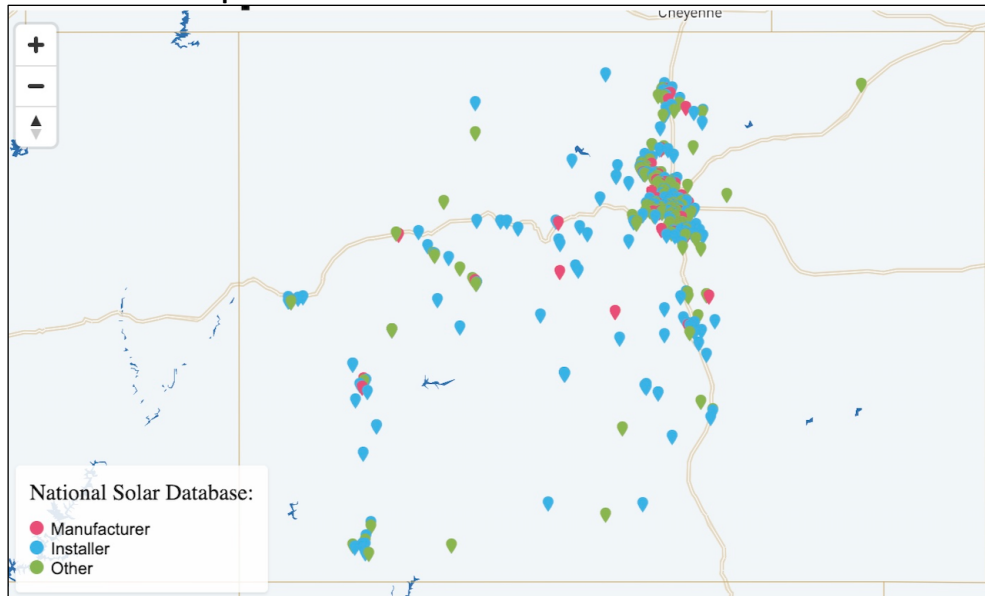 Cheyenne
+
−
National Solar Database:
Manufacturer
Installer
Other